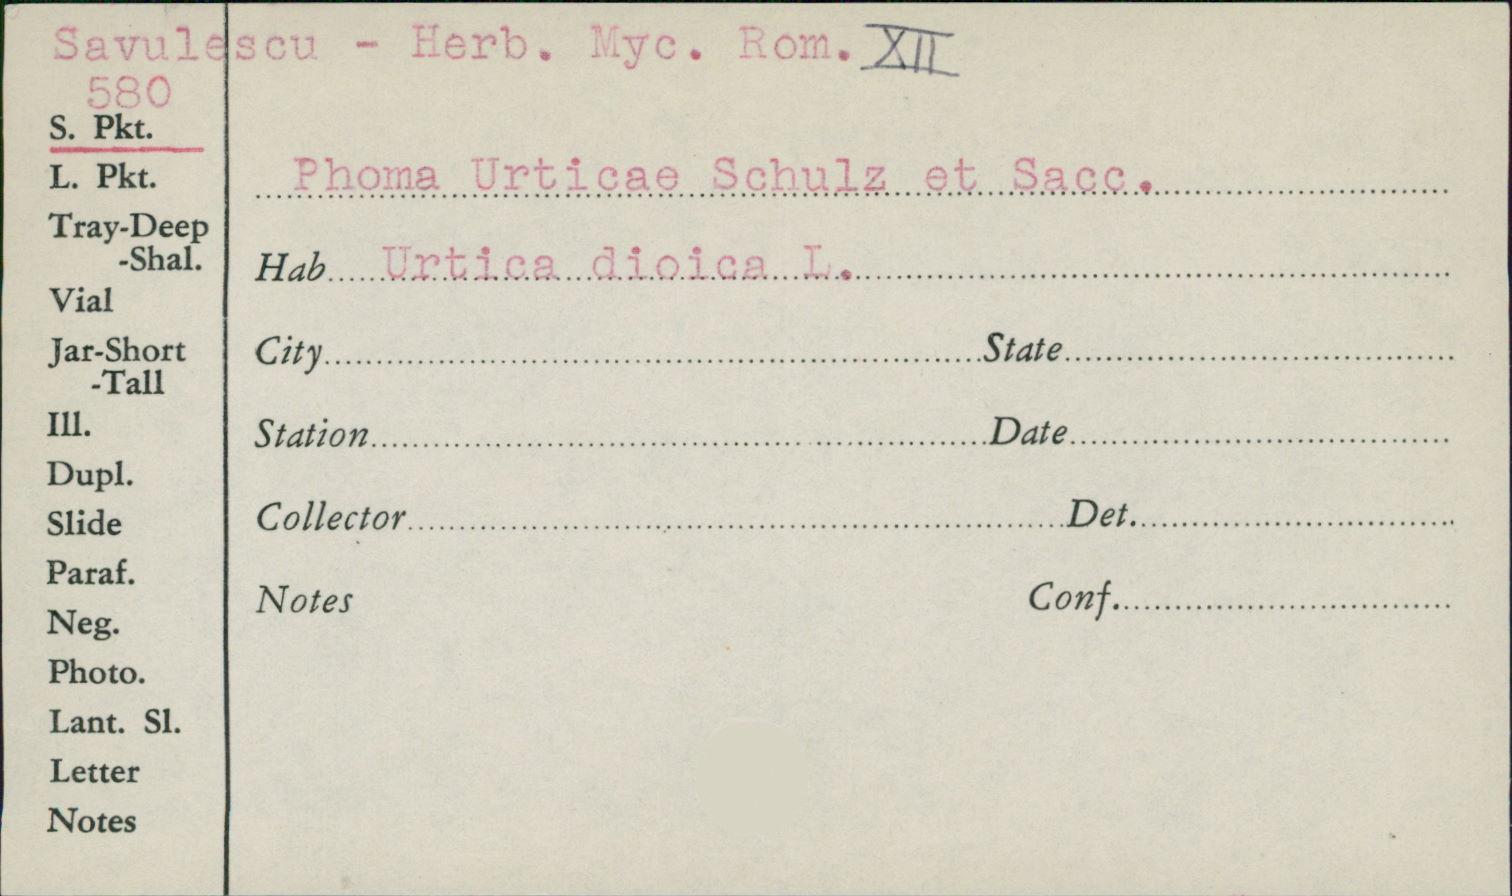 Savulescu - Herb. Myc. Rom. XII
580
S. Pkt.
L. Pkt.
Phoma Urticae Schulz et Sacc.
Tray-Deep
-Shal.
Hab Urtica dioica L.
Vial
Jar-Short
-Tall
City State
Ill.
Station Date
Dupl.
Slide
Collector Det.
Paraf.
Notes Conf.
Neg.
Photo.
Lant. Sl.
Letter
Notes